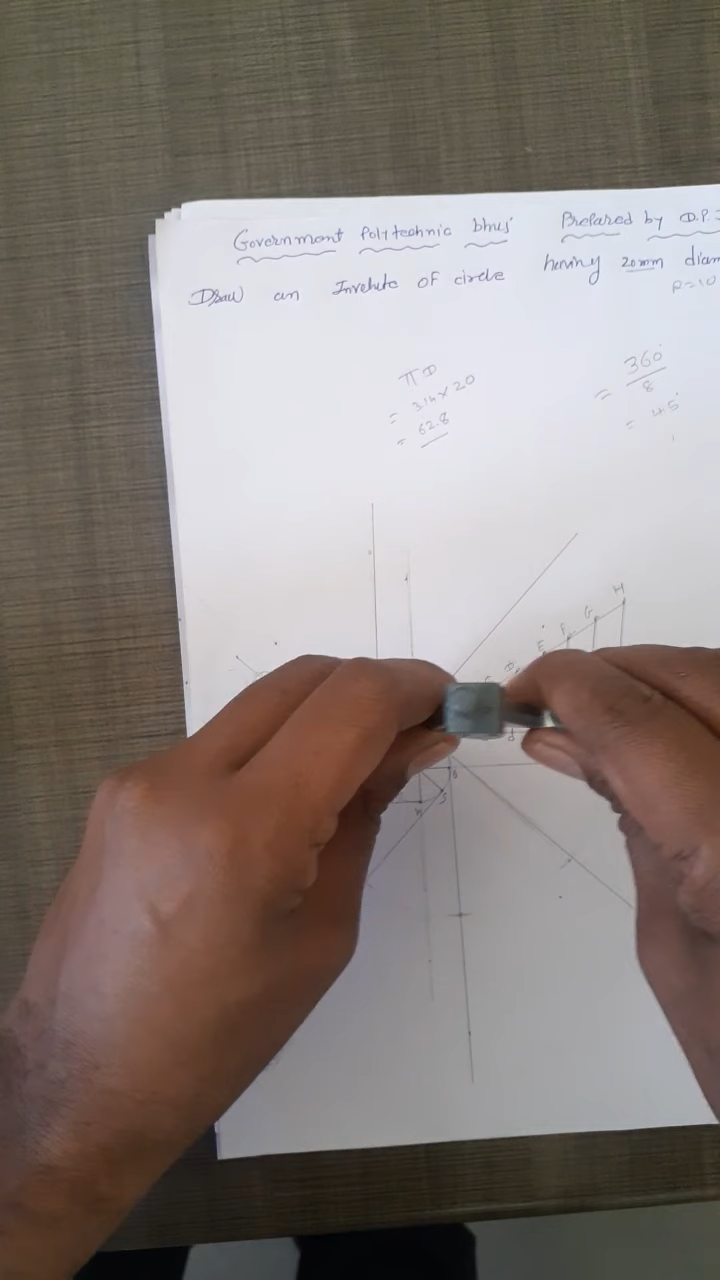 Government Polytechnic bhuj Prepared by D.P.
Draw an Involute of circle having 20mm diam
R=10
πD
= 3.14 x 20
= 62.8
= 360°
8
= 45°
H
G
F
E
D
d